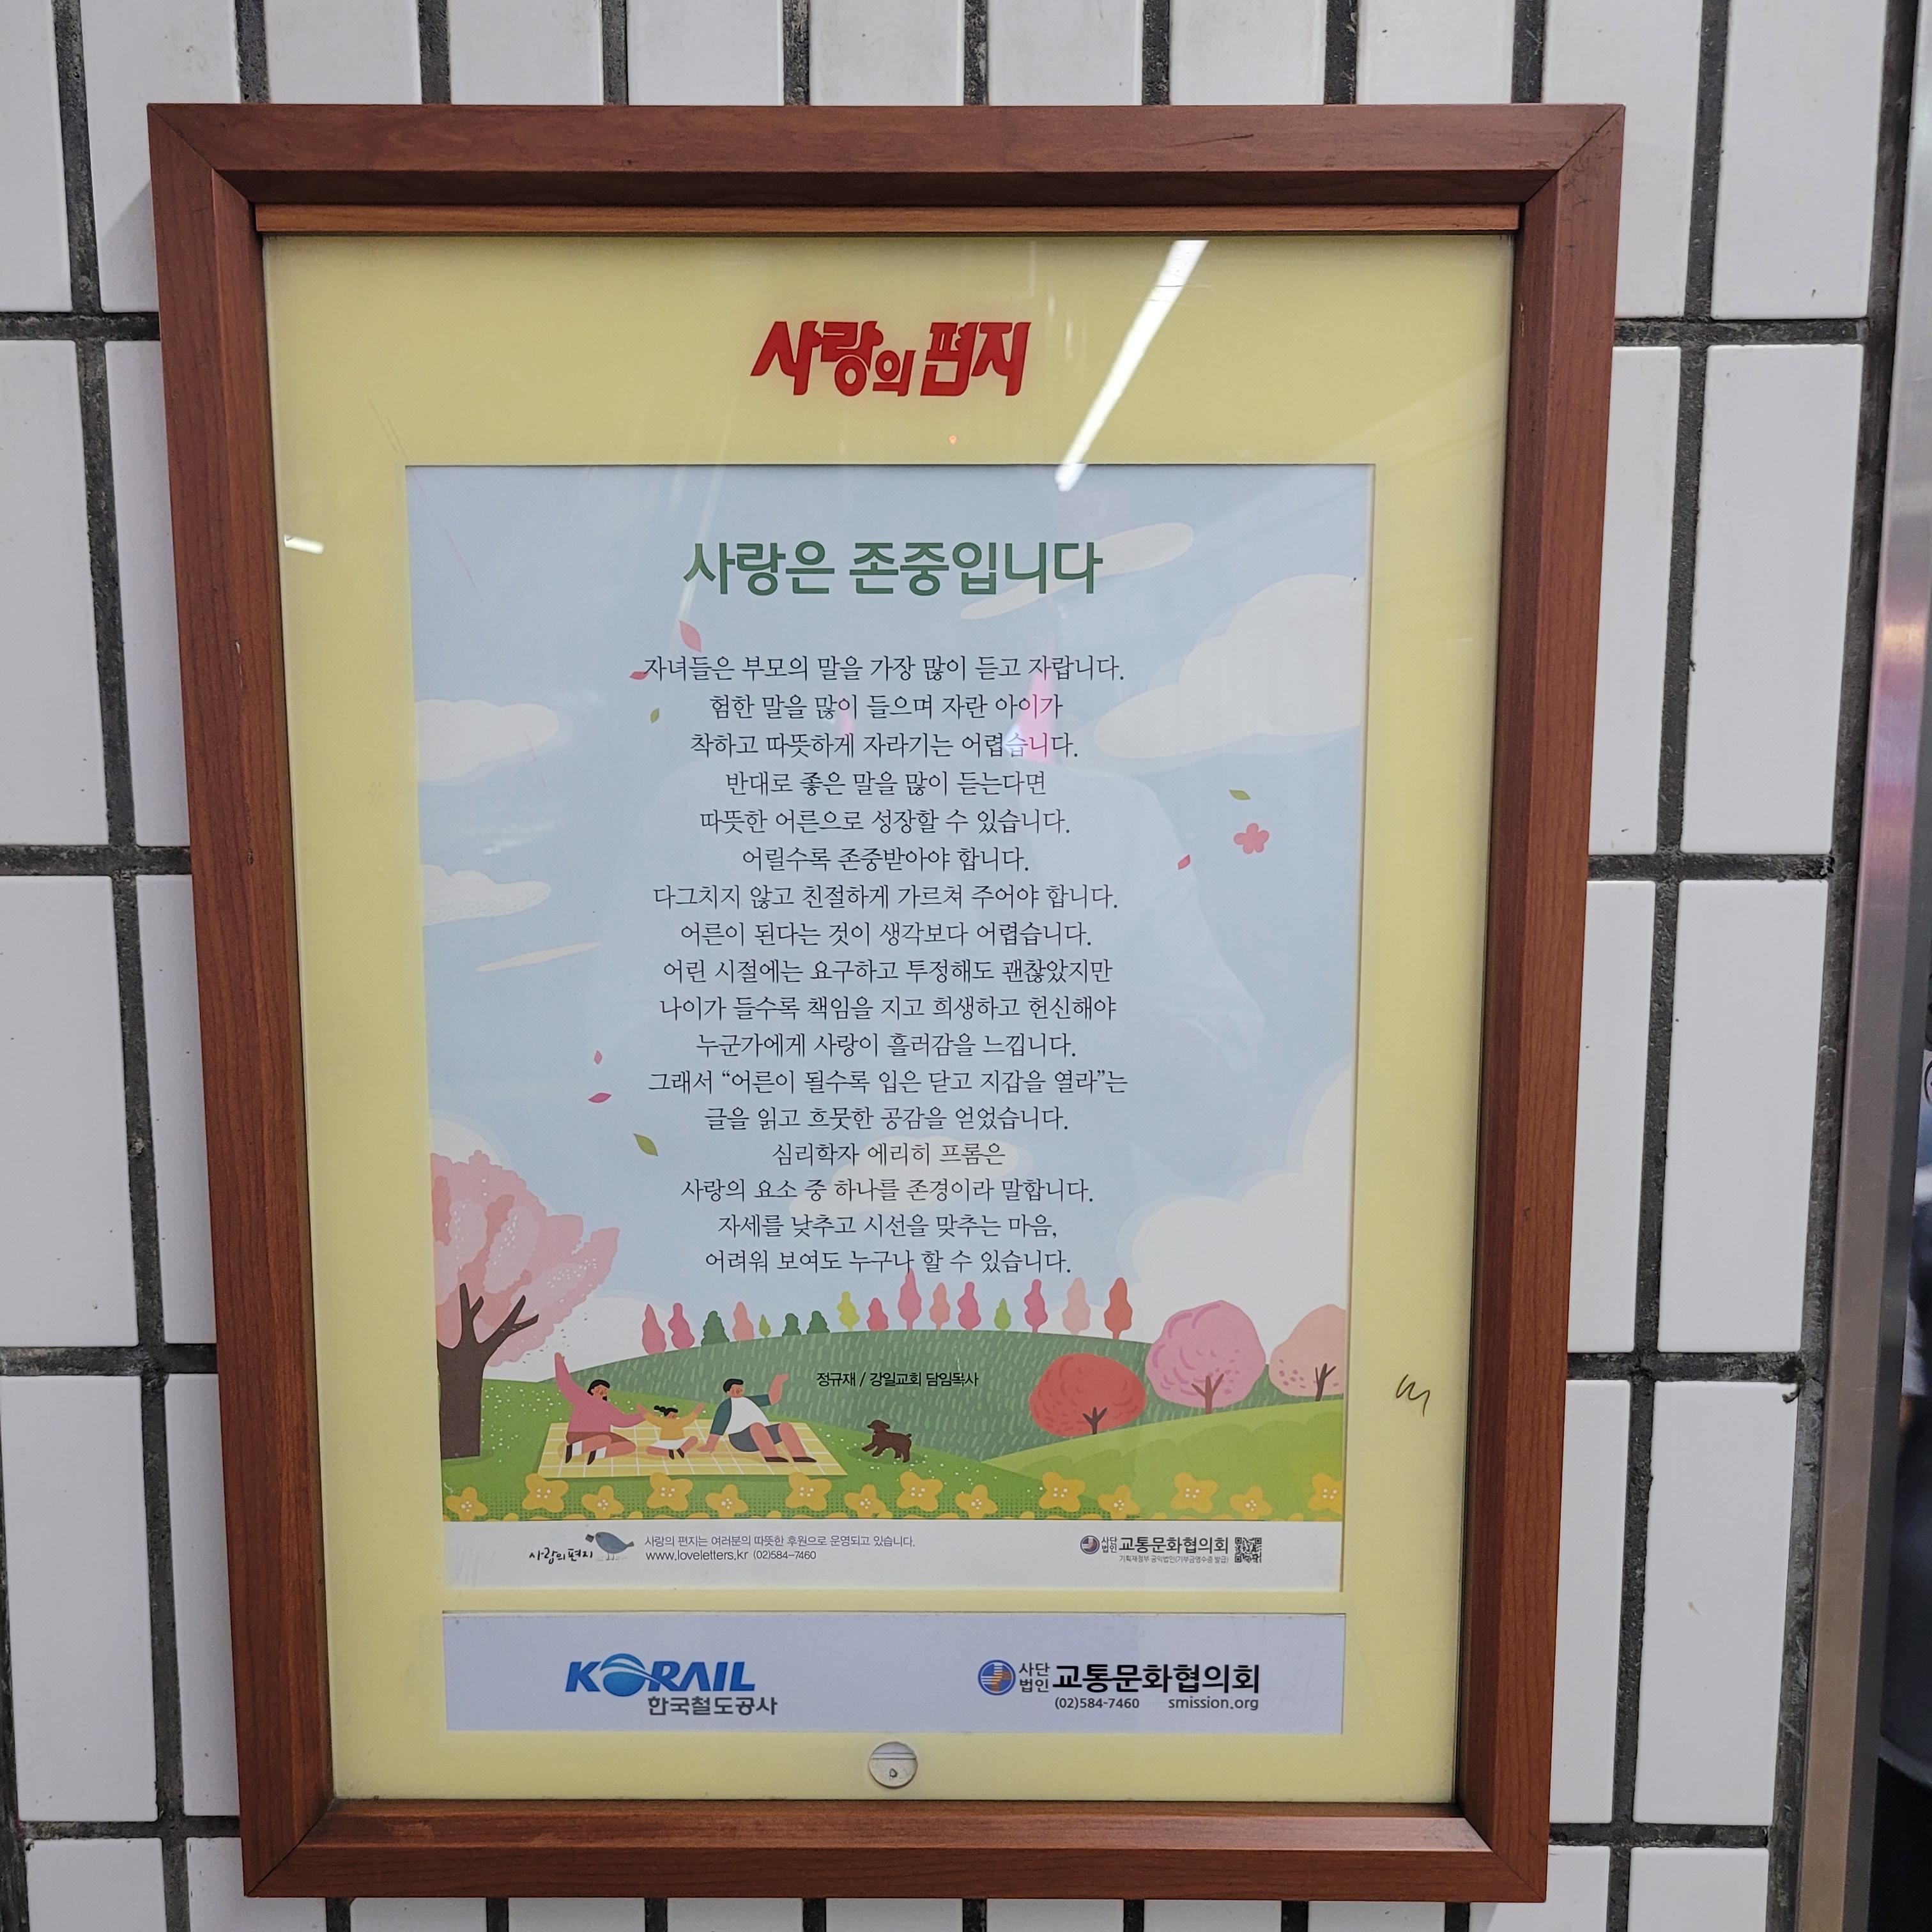 사랑의 편지
사랑은 존중입니다
자녀들은 부모의 말을 가장 많이 듣고 자랍니다.
험한 말을 많이 들으며 자란 아이가
착하고 따뜻하게 자라기는 어렵습니다.
반대로 좋은 말을 많이 듣는다면
따뜻한 어른으로 성장할 수 있습니다.
어릴수록 존중받아야 합니다.
다그치지 않고 친절하게 가르쳐 주어야 합니다.
어른이 된다는 것이 생각보다 어렵습니다.
어린 시절에는 요구하고 투정해도 괜찮았지만
나이가 들수록 책임을 지고 희생하고 헌신해야
누군가에게 사랑이 흘러감을 느낍니다.
그래서 “어른이 될수록 입은 닫고 지갑을 열라”는
글을 읽고 흐뭇한 공감을 얻었습니다.
심리학자 에리히 프롬은
사랑의 요소 중 하나를 존경이라 말합니다.
자세를 낮추고 시선을 맞추는 마음,
어려워 보여도 누구나 할 수 있습니다.
정규재 / 강일교회 담임목사
사랑의 편지
사랑의 편지는 여러분의 따뜻한 후원으로 운영되고 있습니다.
www.loveletters.kr (02)584-7460
사단법인 교통문화협의회
기획재정부 공익법인(기부금영수증 발급)
KORAIL
한국철도공사
사단법인 교통문화협의회
(02)584-7460 smission.org